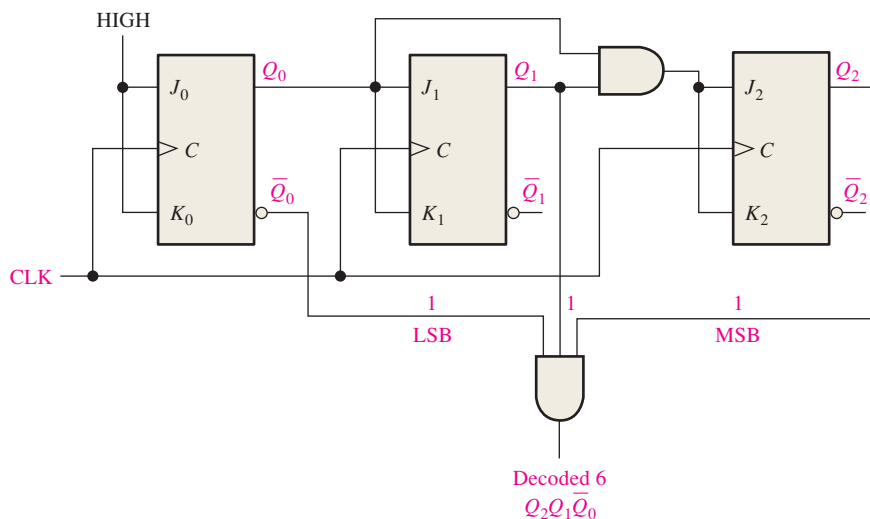 HIGH
Q₀
Q₁
Q₂
J₀
J₁
J₂
C
C
C
Q̅₀
Q̅₁
Q̅₂
K₀
K₁
K₂
CLK
1
1
1
LSB
MSB
Decoded 6
Q₂Q₁Q̅₀